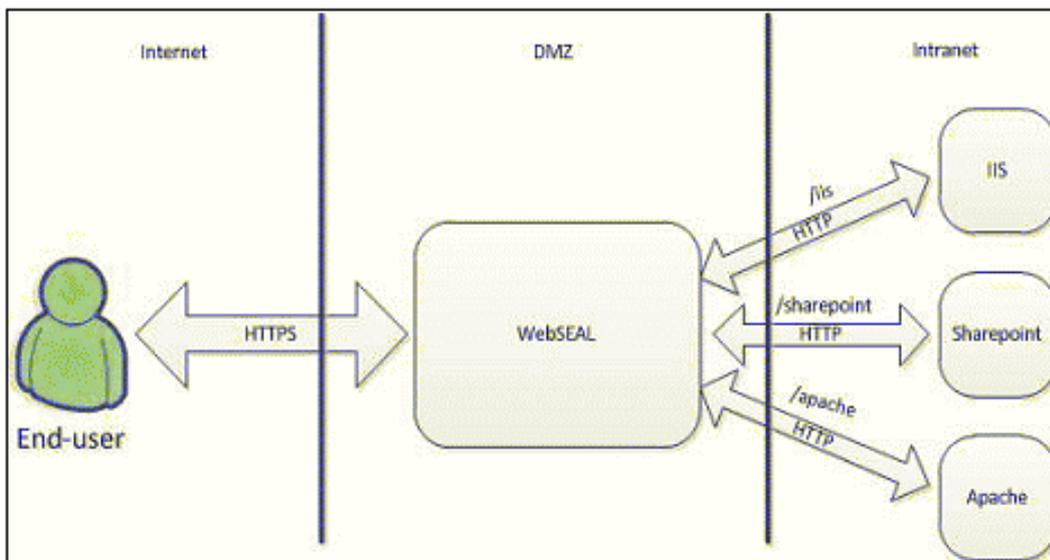 Internet
DMZ
Intranet
IIS
/iis
HTTP
/sharepoint
HTTP
Sharepoint
HTTPS
WebSEAL
/apache
HTTP
Apache
End-user